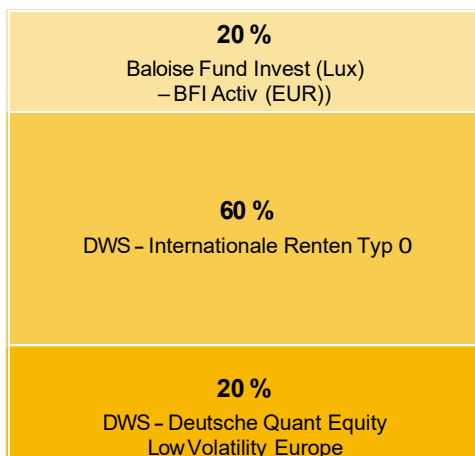 20 %
Baloise Fund Invest (Lux)
– BFI Activ (EUR))
60 %
DWS – Internationale Renten Typ O
20 %
DWS – Deutsche Quant Equity
Low Volatility Europe